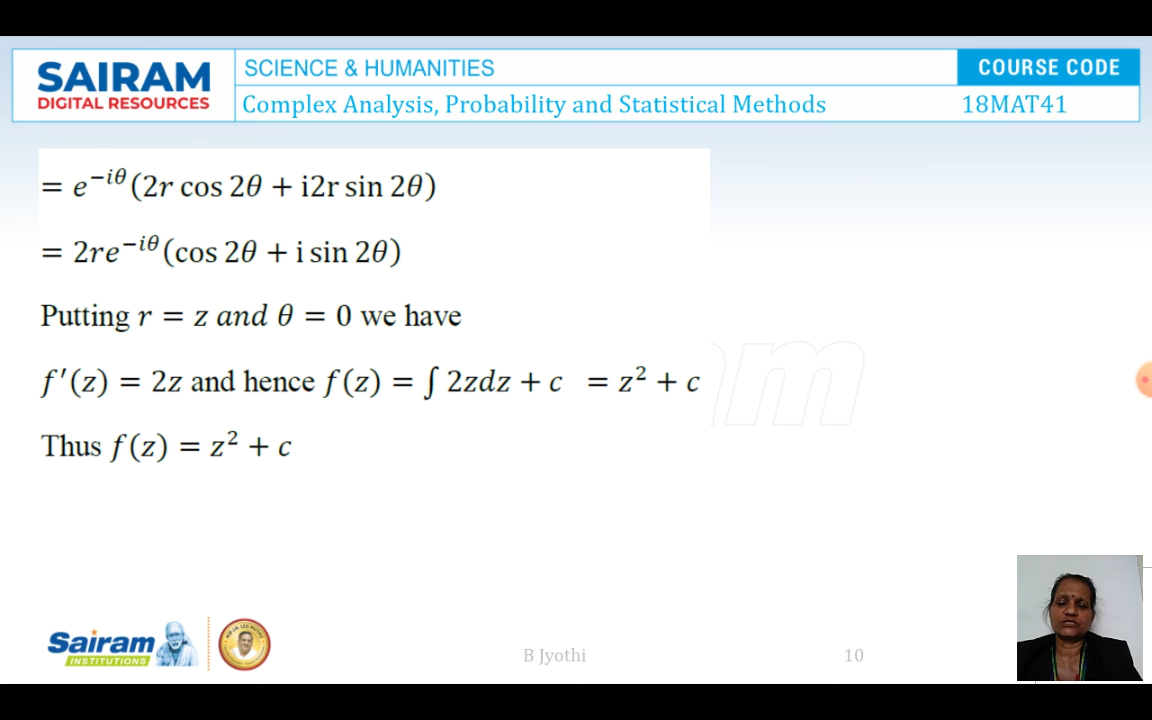 SAIRAM
DIGITAL RESOURCES
SCIENCE & HUMANITIES
COURSE CODE
Complex Analysis, Probability and Statistical Methods
18MAT41
= e^{−iθ}(2r cos 2θ + i2r sin 2θ)
= 2re^{−iθ}(cos 2θ + i sin 2θ)
Putting r = z and θ = 0 we have
f′(z) = 2z and hence f(z) = ∫ 2zdz + c = z² + c
Thus f(z) = z² + c
Sairam
INSTITUTIONS
B Jyothi
10